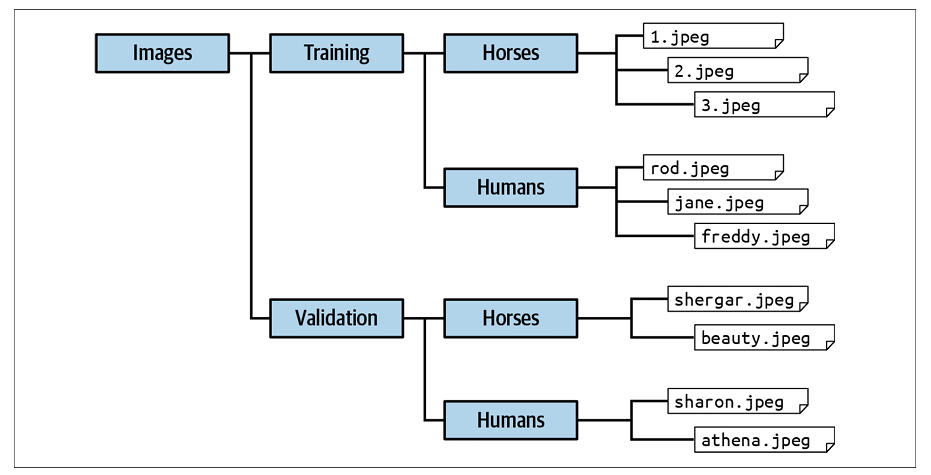 Images
Training
Horses
1.jpeg
2.jpeg
3.jpeg
Humans
rod.jpeg
jane.jpeg
freddy.jpeg
Validation
Horses
shergar.jpeg
beauty.jpeg
Humans
sharon.jpeg
athena.jpeg